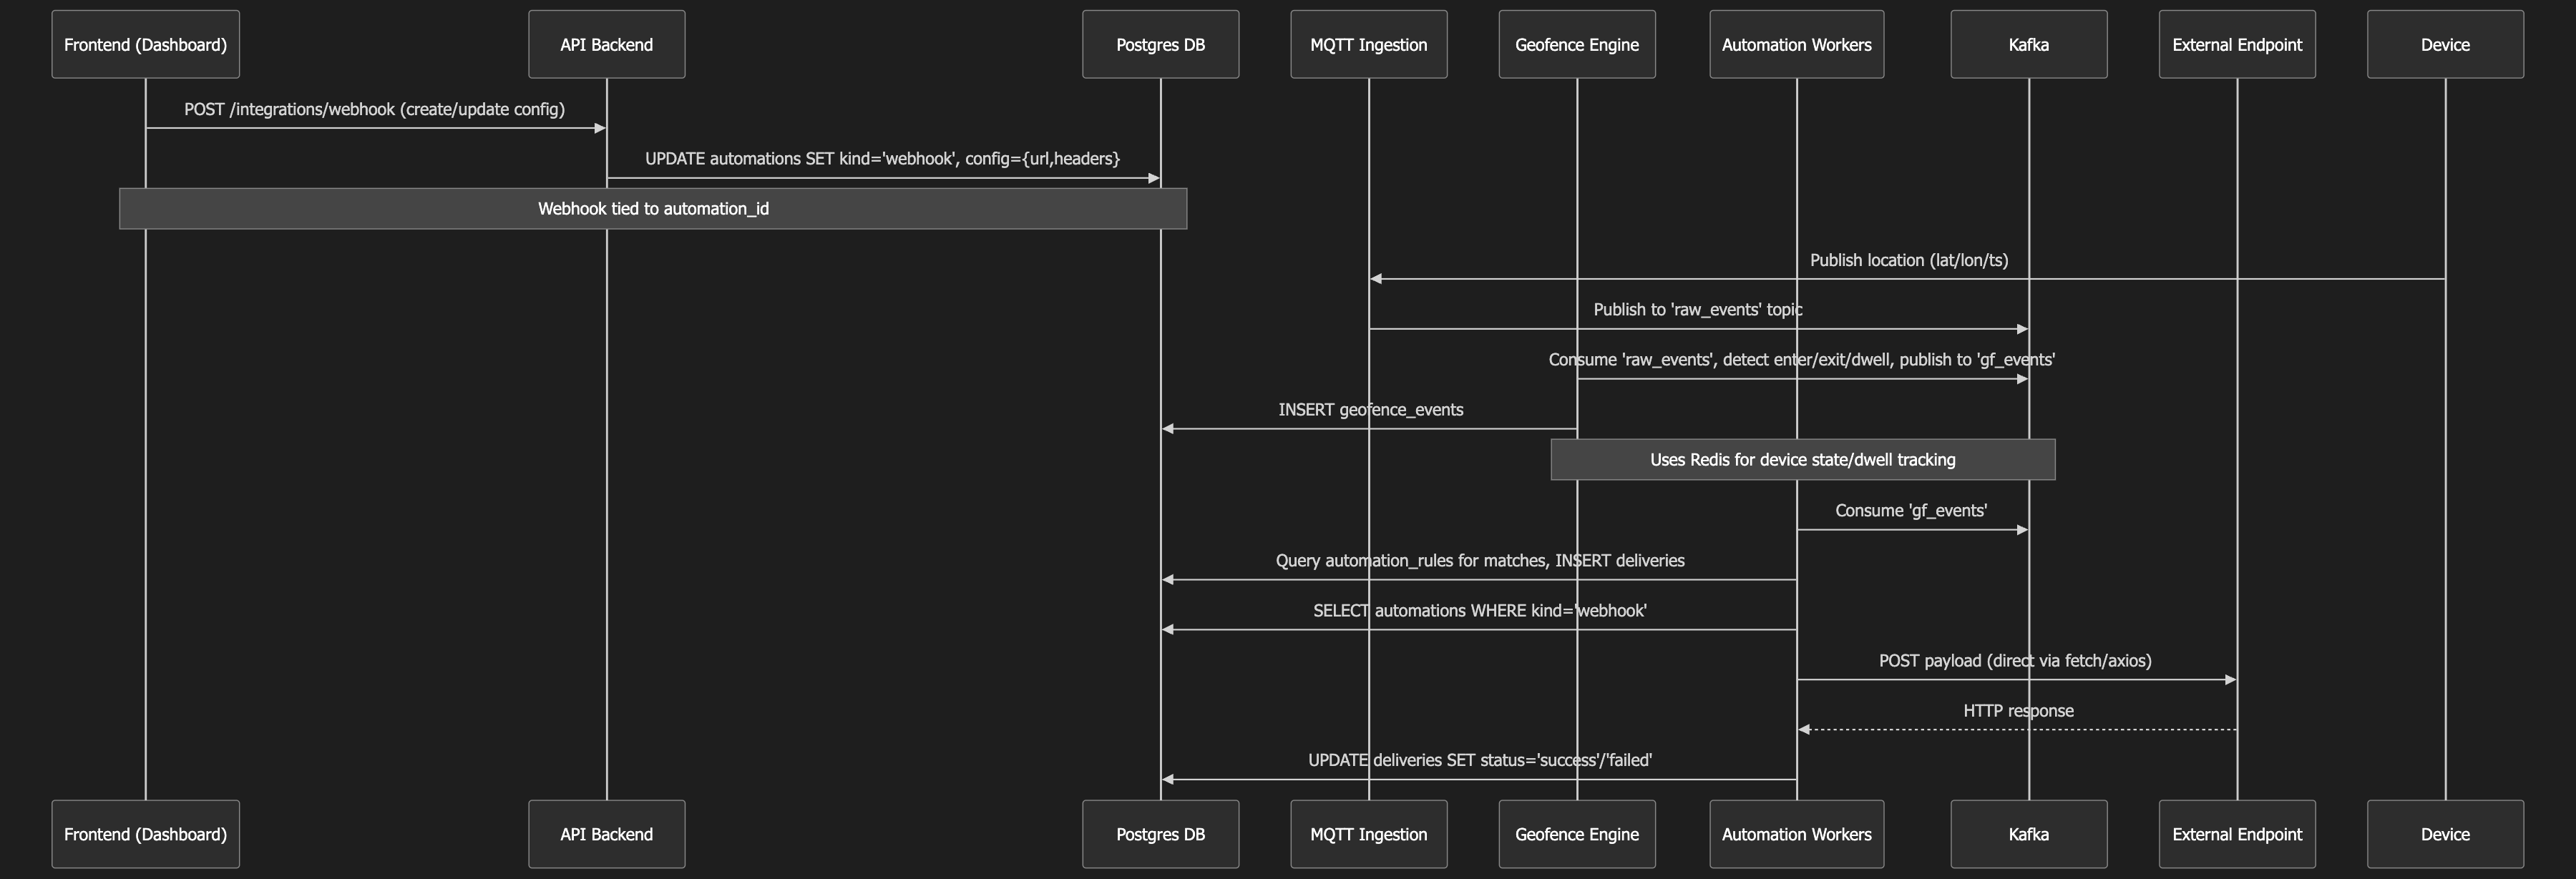 Frontend (Dashboard)
API Backend
Postgres DB
MQTT Ingestion
Geofence Engine
Automation Workers
Kafka
External Endpoint
Device
POST /integrations/webhook (create/update config)
UPDATE automations SET kind='webhook', config={url,headers}
Webhook tied to automation_id
Publish location (lat/lon/ts)
Publish to 'raw_events' topic
Consume 'raw_events', detect enter/exit/dwell, publish to 'gf_events'
INSERT geofence_events
Uses Redis for device state/dwell tracking
Consume 'gf_events'
Query automation_rules for matches, INSERT deliveries
SELECT automations WHERE kind='webhook'
POST payload (direct via fetch/axios)
HTTP response
UPDATE deliveries SET status='success'/'failed'
Frontend (Dashboard)
API Backend
Postgres DB
MQTT Ingestion
Geofence Engine
Automation Workers
Kafka
External Endpoint
Device